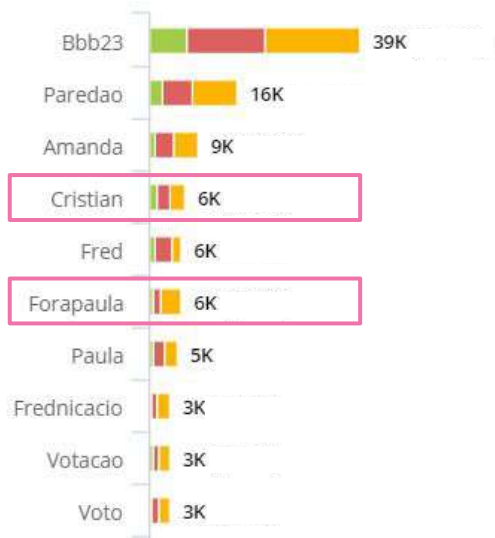 Bbb23 39K
Paredao 16K
Amanda 9K
Cristian 6K
Fred 6K
Forapaula 6K
Paula 5K
Frednicacio 3K
Votacao 3K
Voto 3K